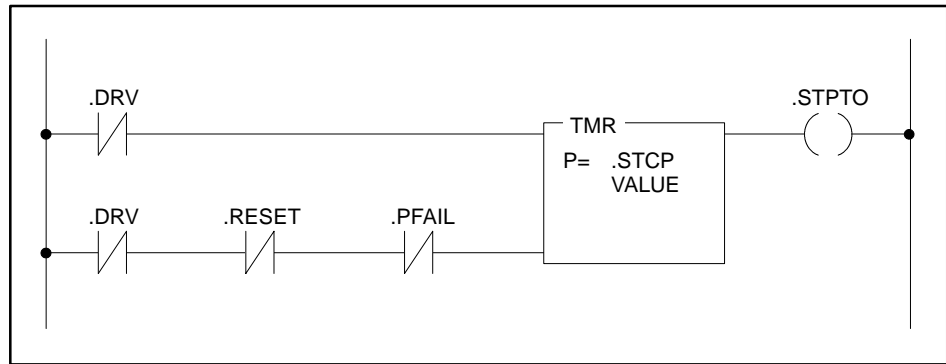 .DRV
.STPTO
TMR
P= .STCP
VALUE
.DRV .RESET .PFAIL